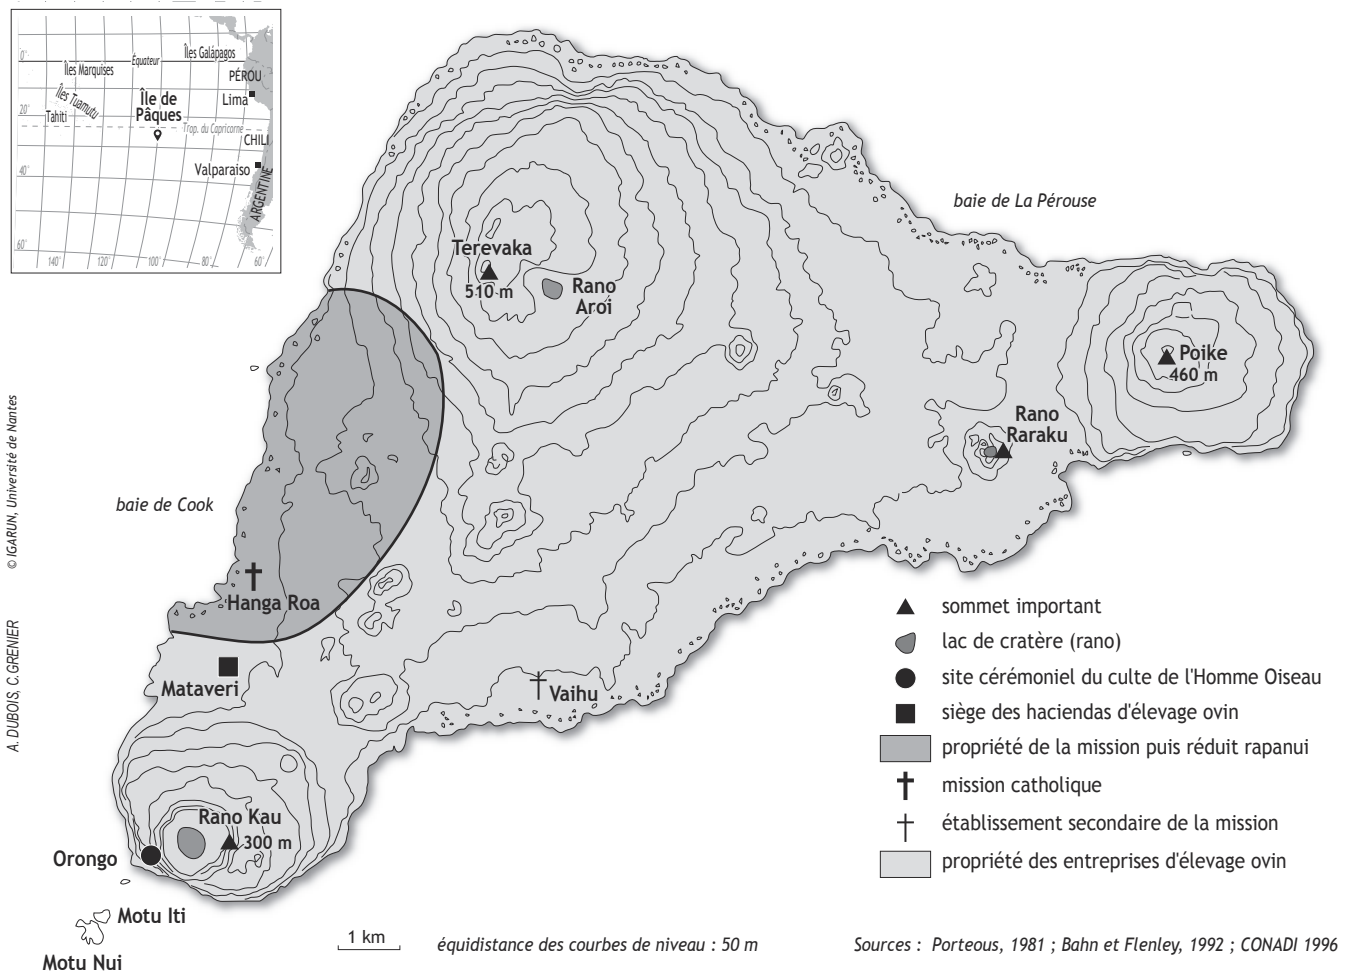 Équateur
Îles Galápagos
0°
Îles Marquises
PÉROU
Îles Tuamutu
Île de
Pâques
Lima
20°
Tahiti
Trop. du Capricorne
CHILI
Valparaiso
40°
ARGENTINE
60°
140°
120°
100°
80°
60°
baie de La Pérouse
Terevaka
510 m
Rano
Aroi
Poike
460 m
Rano
Raraku
baie de Cook
Hanga Roa
Mataveri
Vaihu
Rano Kau
300 m
Orongo
Motu Iti
Motu Nui
© IGARUN, Université de Nantes
A. DUBOIS, C.GRENIER
sommet important
lac de cratère (rano)
site cérémoniel du culte de l'Homme Oiseau
siège des haciendas d'élevage ovin
propriété de la mission puis réduit rapanui
mission catholique
établissement secondaire de la mission
propriété des entreprises d'élevage ovin
1 km
équidistance des courbes de niveau : 50 m
Sources : Porteous, 1981 ; Bahn et Flenley, 1992 ; CONADI 1996